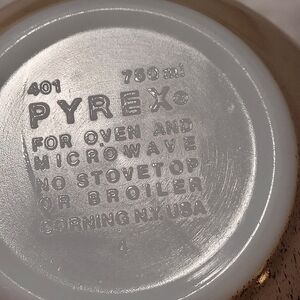 401 750 ml
PYREX®
FOR OVEN AND
MICROWAVE
NO STOVETOP
OR BROILER
CORNING N.Y. USA
4